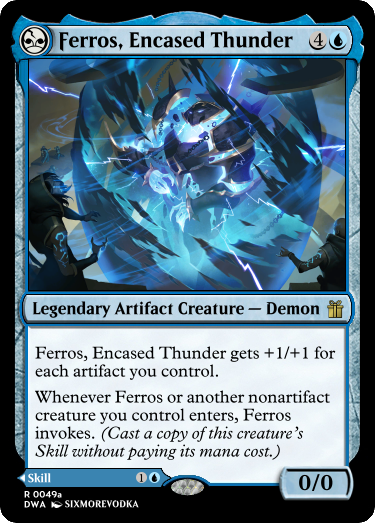 Ferros, Encased Thunder 4
Legendary Artifact Creature — Demon
Ferros, Encased Thunder gets +1/+1 for
each artifact you control.
Whenever Ferros or another nonartifact
creature you control enters, Ferros
invokes. (Cast a copy of this creature's
Skill without paying its mana cost.)
Skill 1
0/0
R 0049a
DWA SIXMOREVODKA